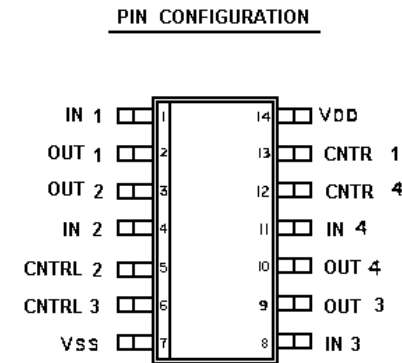 PIN CONFIGURATION
IN 1 1 14 VDD
OUT 1 2 13 CNTR 1
OUT 2 3 12 CNTR 4
IN 2 4 11 IN 4
CNTRL 2 5 10 OUT 4
CNTRL 3 6 9 OUT 3
VSS 7 8 IN 3